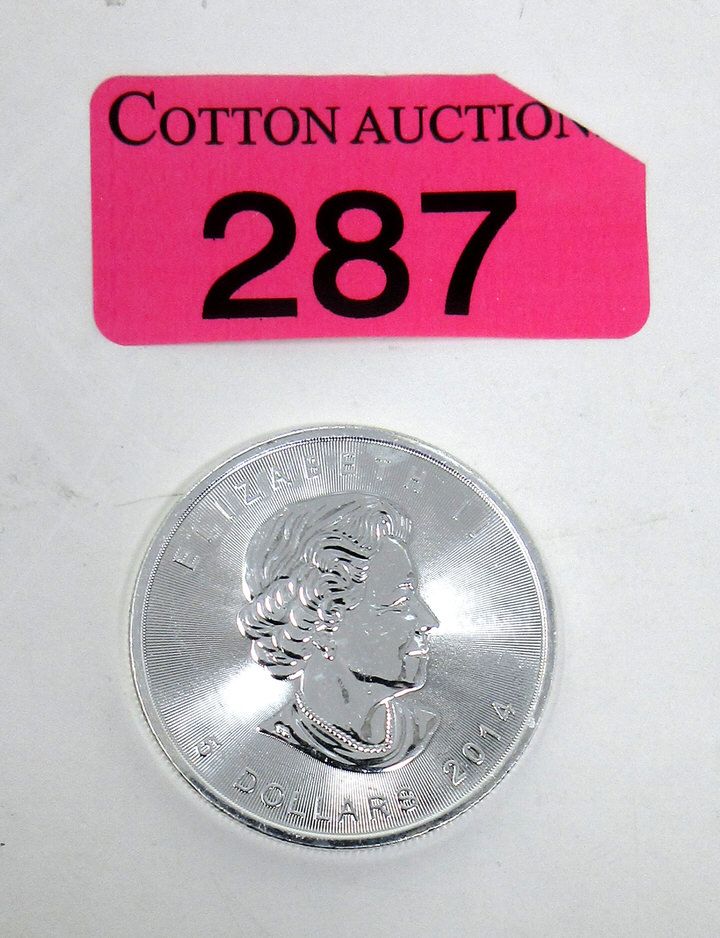 COTTON AUCTION
287
ELIZABETH II
5 DOLLARS 2014